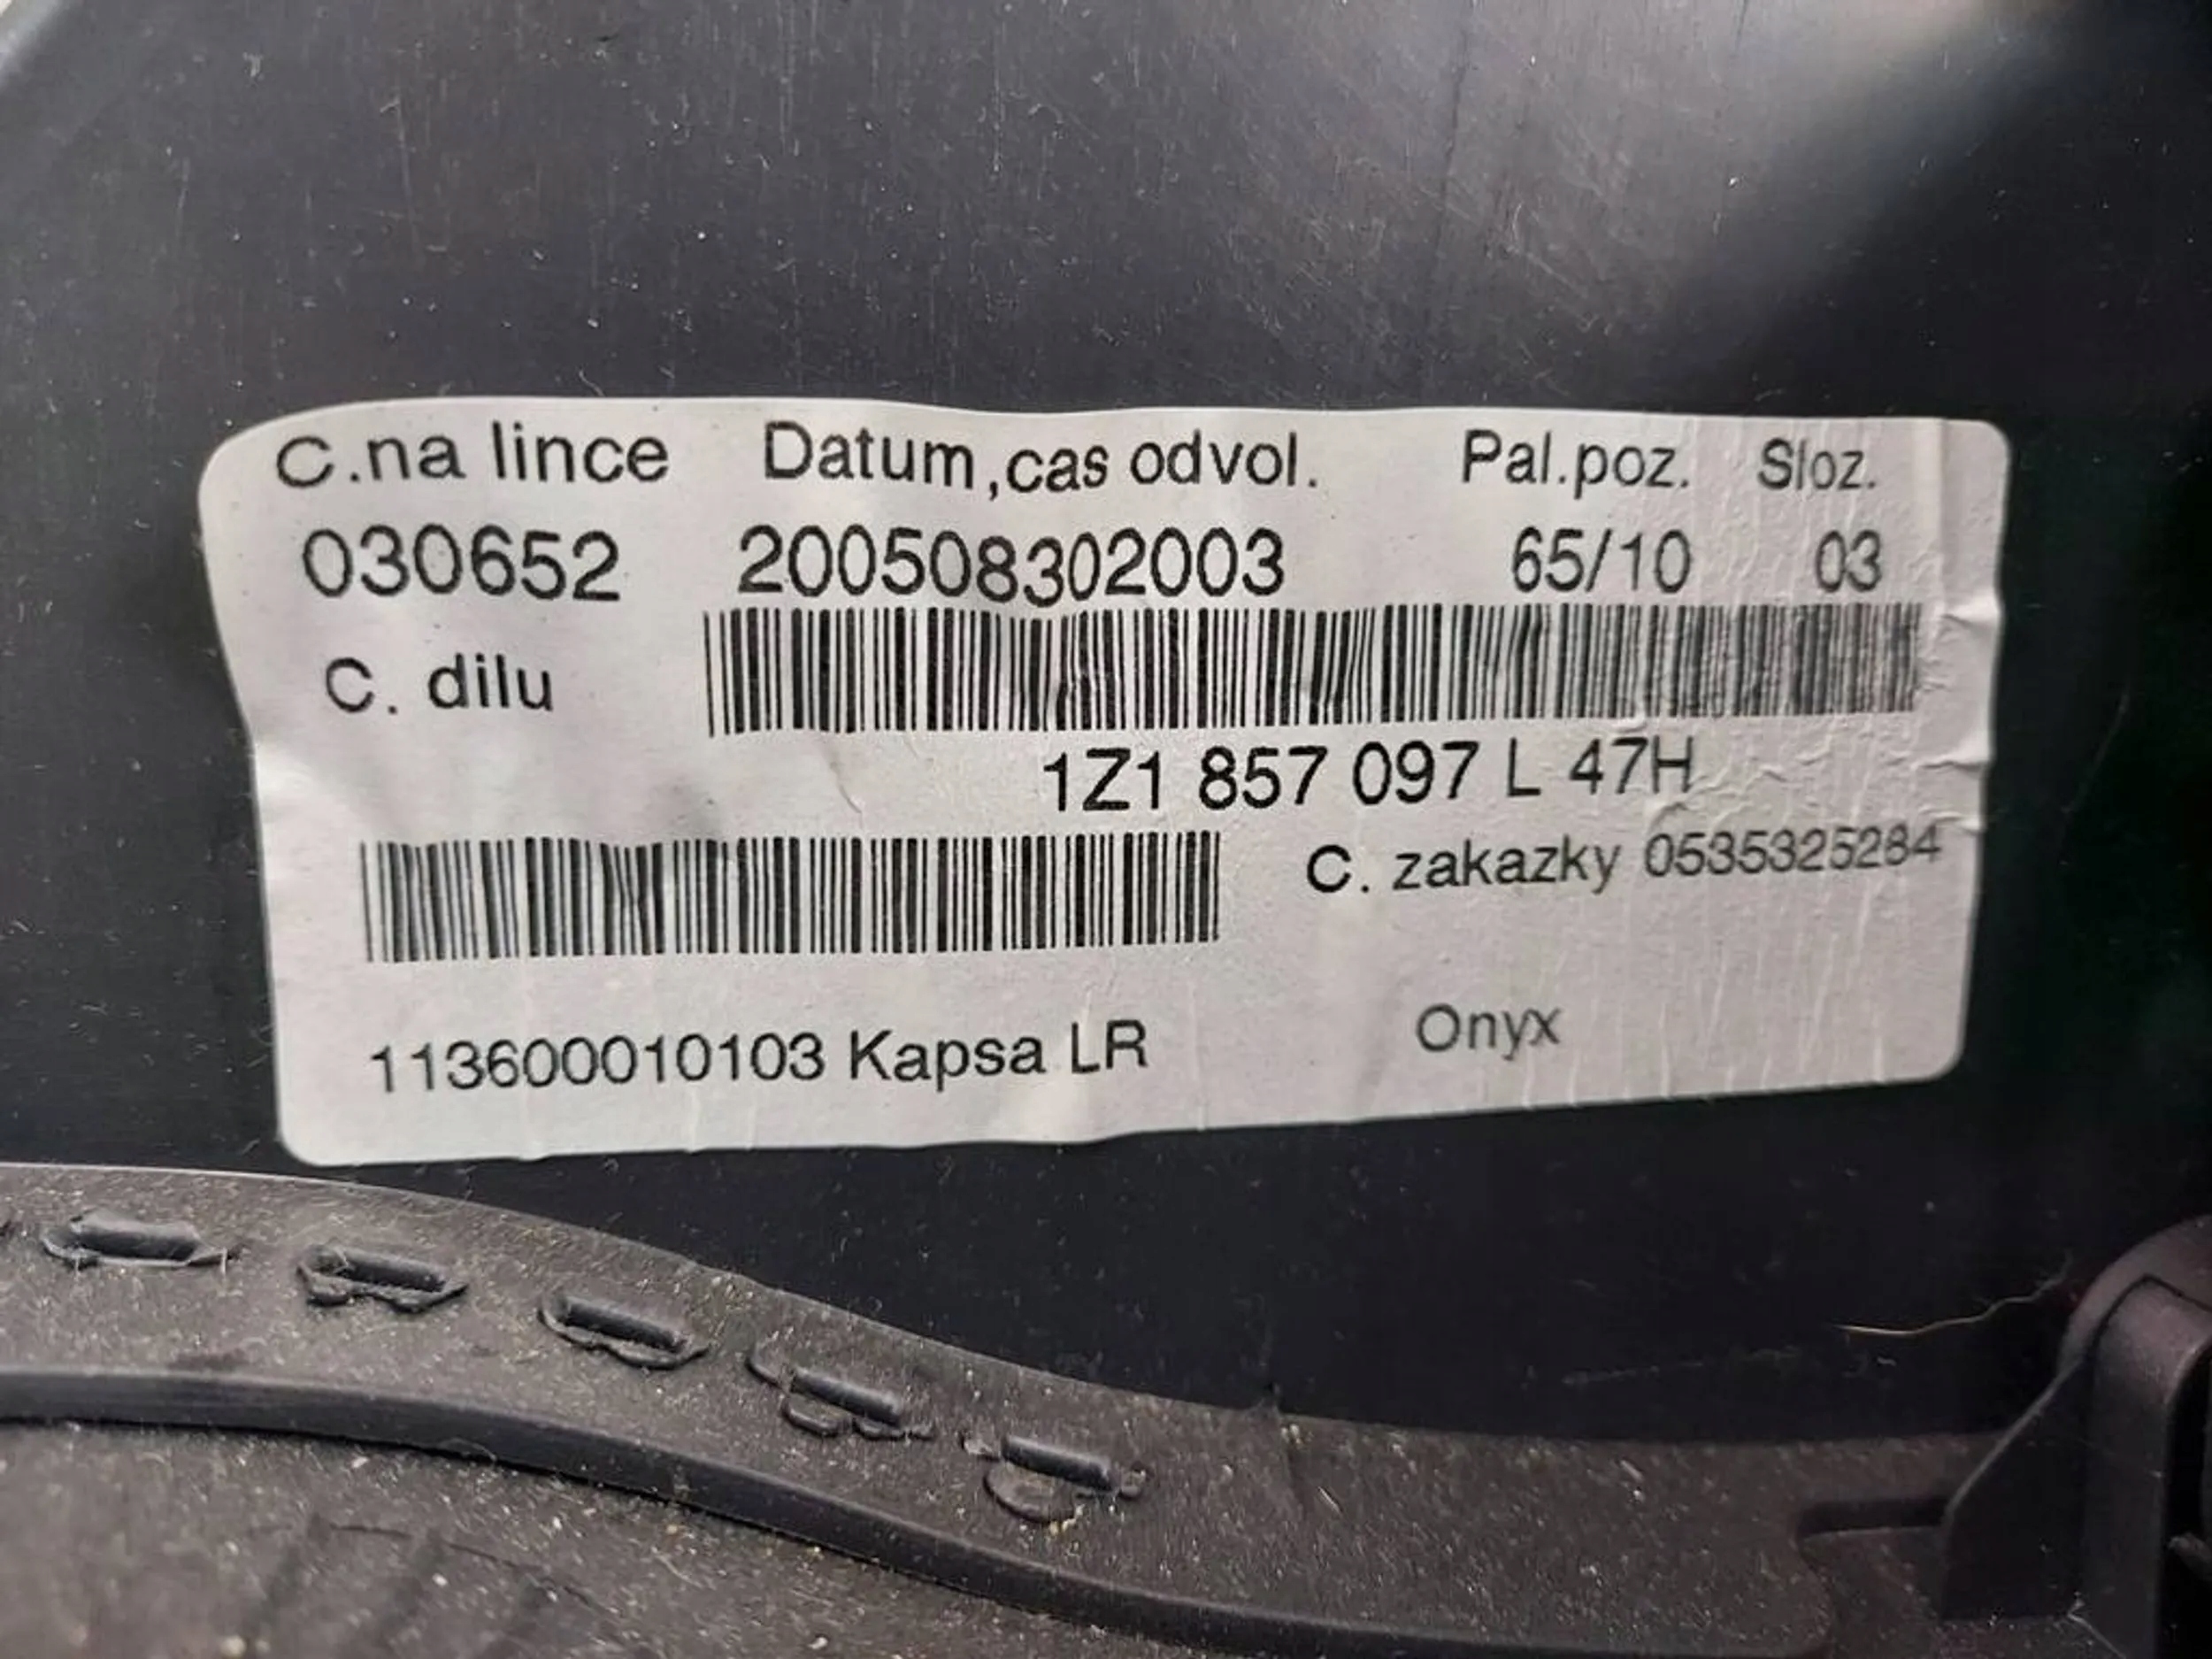 C.na lince Datum,cas odvol. Pal.poz. Sloz.
030652 200508302003 65/10 03
C. dilu
1Z1 857 097 L 47H
C. zakazky 0535325284
113600010103 Kapsa LR Onyx